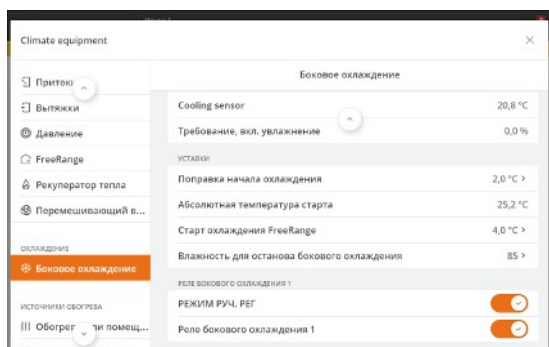 Climate equipment
Боковое охлаждение
Вытяжки
Давление
FreeRange
Рекуператор тепла
Перемешивающий в...
ОХЛАЖДЕНИЕ
Боковое охлаждение
ИСТОЧНИКИ ОБОГРЕВА
Cooling sensor 20,8 °C
Требование, вкл. увлажнение 0,0 %
УСТАВКИ
Поправка начала охлаждения 2,0 °C >
Абсолютная температура старта 25,2 °C
Старт охлаждения FreeRange 4,0 °C >
Влажность для останова бокового охлаждения 85 >
РЕЛЕ БОКОВОГО ОХЛАЖДЕНИЯ 1
РЕЖИМ РУЧ. РЕГ
Реле бокового охлаждения 1